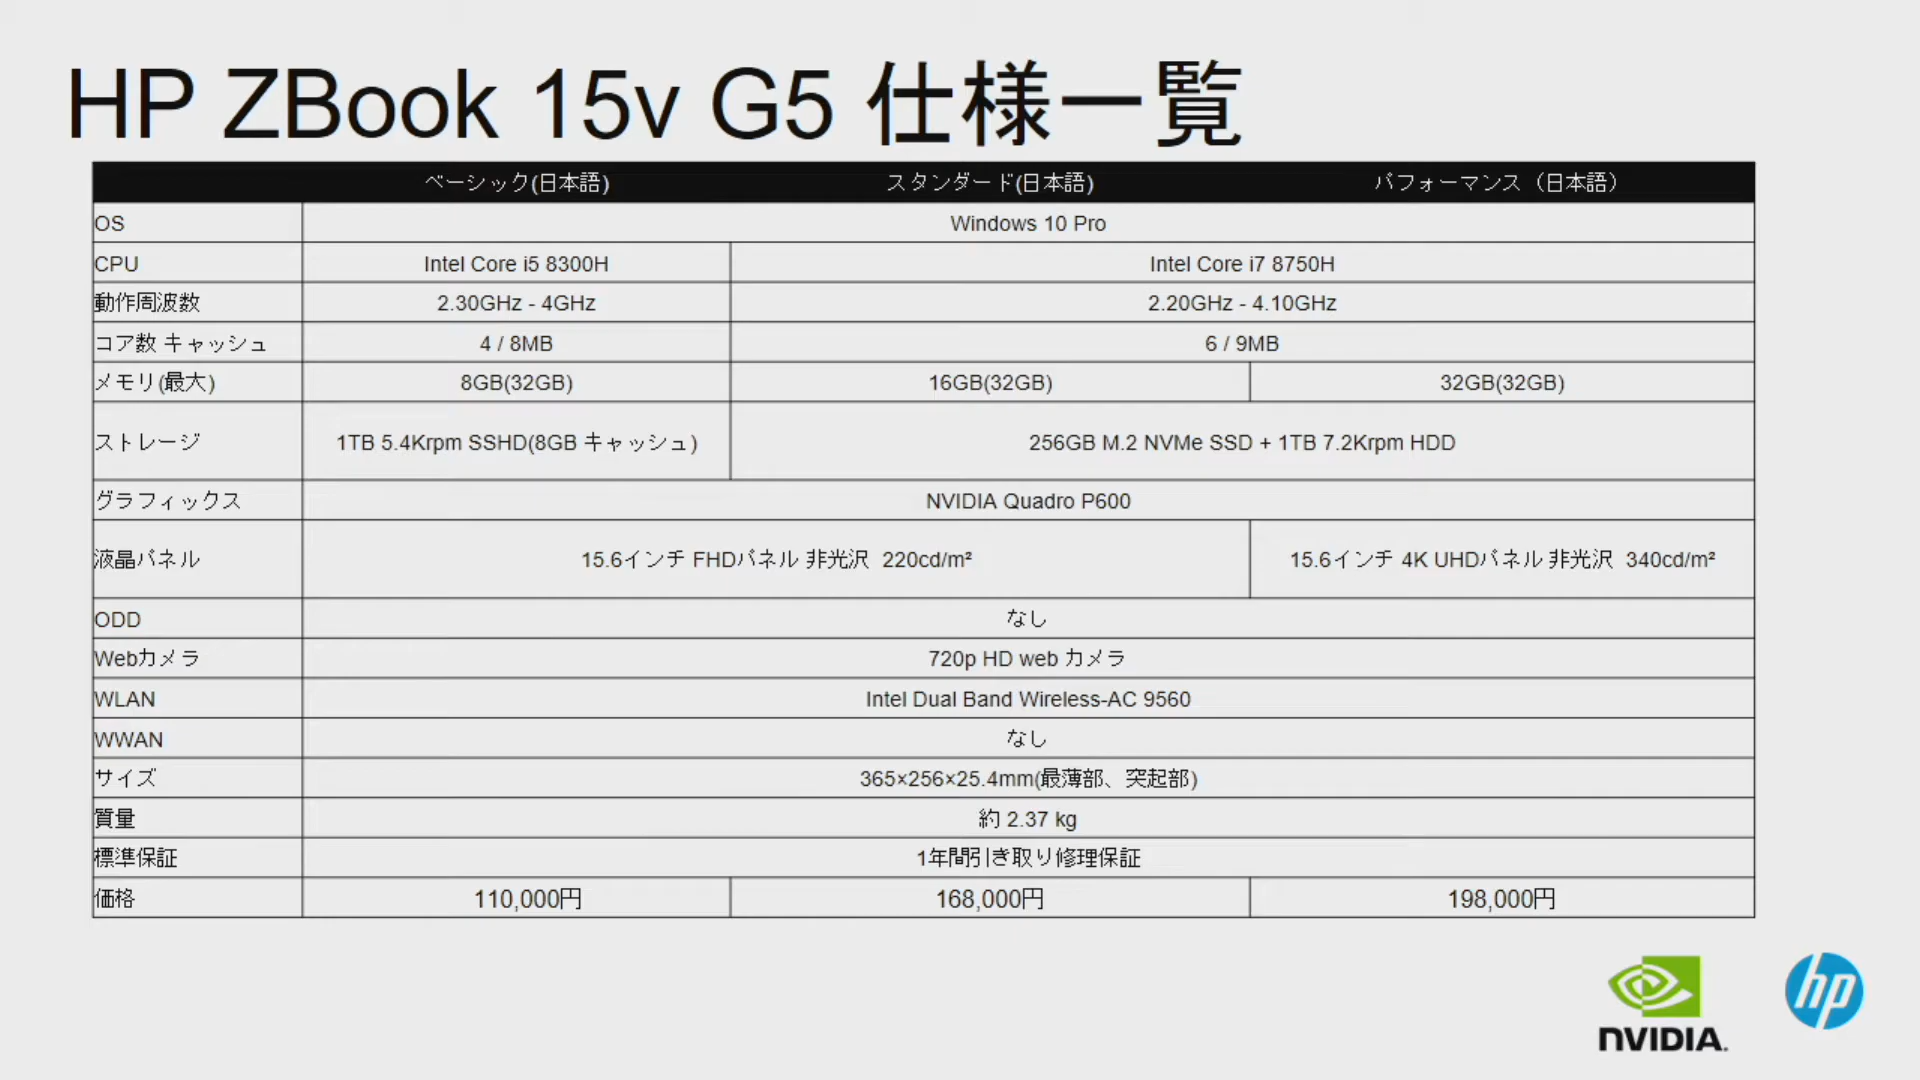 HP ZBook 15v G5 仕様一覧
ベーシック(日本語) スタンダード(日本語) パフォーマンス（日本語）
OS Windows 10 Pro
CPU Intel Core i5 8300H Intel Core i7 8750H
動作周波数 2.30GHz - 4GHz 2.20GHz - 4.10GHz
コア数 キャッシュ 4 / 8MB 6 / 9MB
メモリ(最大) 8GB(32GB) 16GB(32GB) 32GB(32GB)
ストレージ 1TB 5.4Krpm SSHD(8GB キャッシュ) 256GB M.2 NVMe SSD + 1TB 7.2Krpm HDD
グラフィックス NVIDIA Quadro P600
液晶パネル 15.6インチ FHDパネル 非光沢 220cd/m² 15.6インチ 4K UHDパネル 非光沢 340cd/m²
ODD なし
Webカメラ 720p HD web カメラ
WLAN Intel Dual Band Wireless-AC 9560
WWAN なし
サイズ 365×256×25.4mm(最薄部、突起部)
質量 約 2.37 kg
標準保証 1年間引き取り修理保証
価格 110,000円 168,000円 198,000円
NVIDIA.
hp